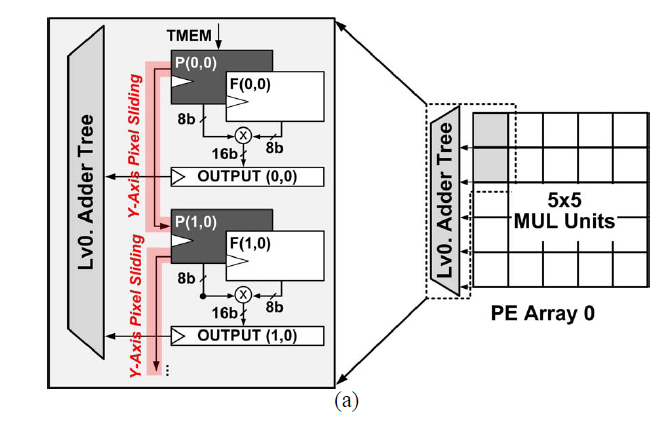 TMEM
P(0,0)
F(0,0)
8b
8b
16b
OUTPUT (0,0)
Y-Axis Pixel Sliding
P(1,0)
F(1,0)
8b
8b
16b
OUTPUT (1,0)
Y-Axis Pixel Sliding
...
Lv0. Adder Tree
Lv0. Adder Tree
5x5
MUL Units
PE Array 0
(a)